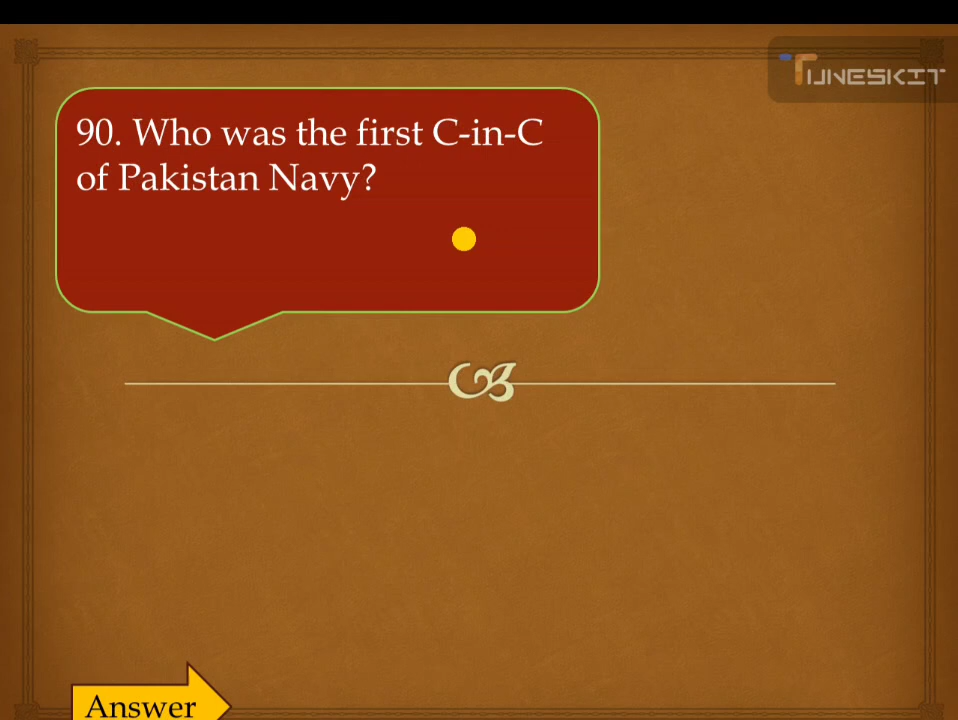 TUNESKIT
90. Who was the first C-in-C
of Pakistan Navy?
Answer